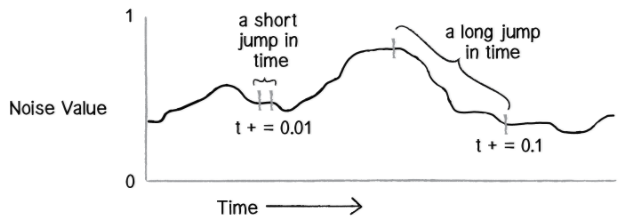 1
a short
jump in
time
a long jump
in time
Noise Value
t + = 0.01
t + = 0.1
0
Time